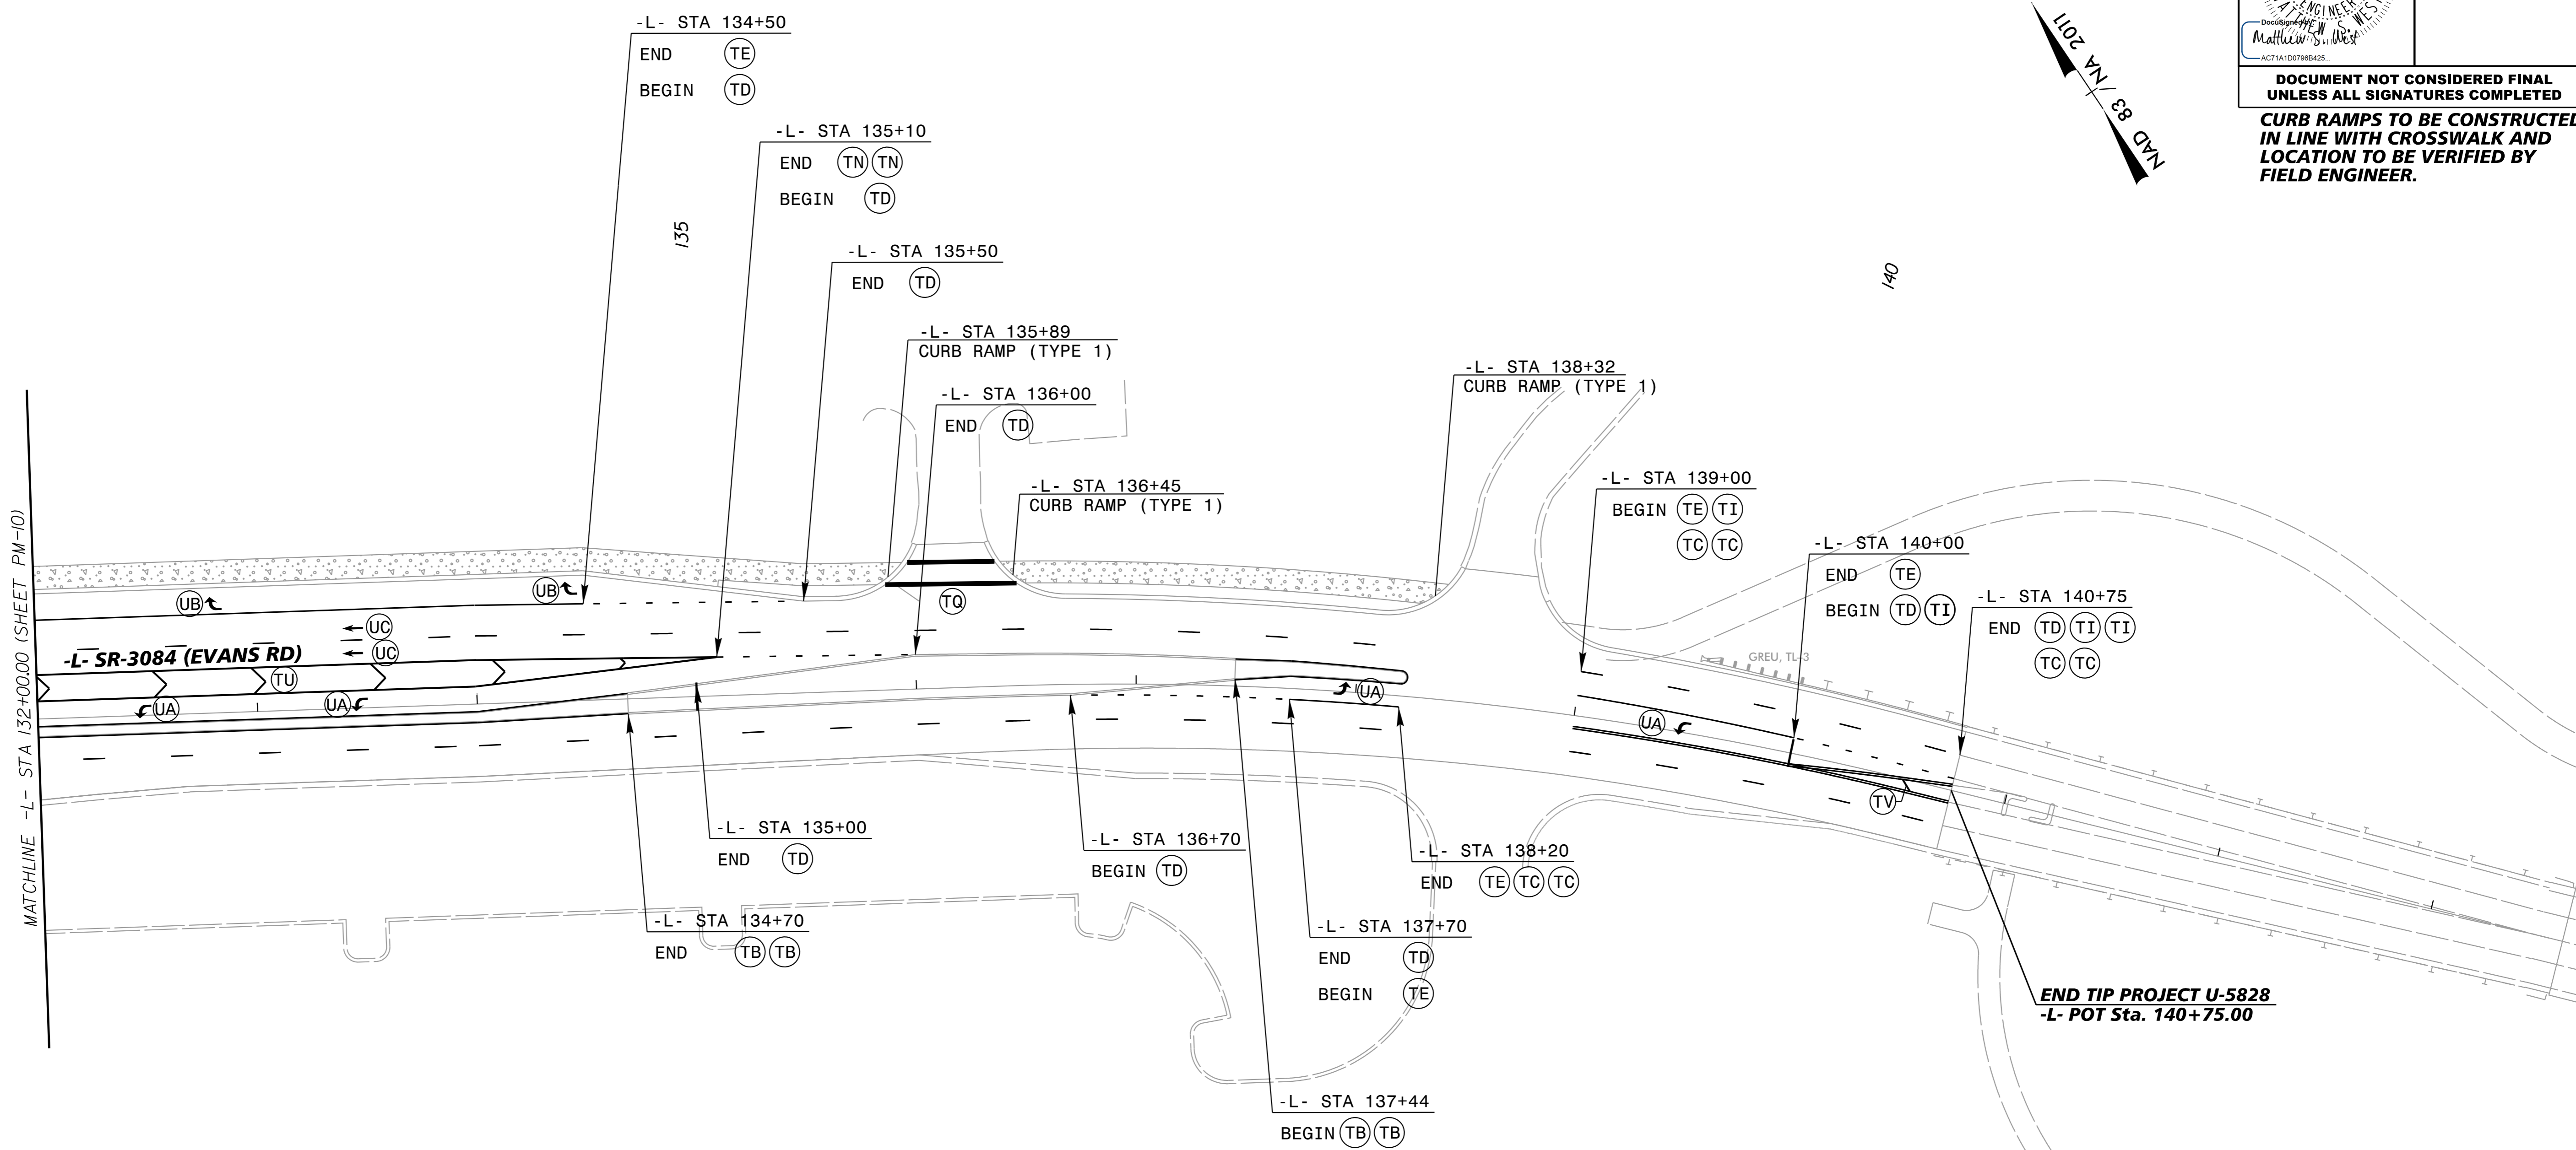 -L- STA 134+50
END TE
BEGIN TD
-L- STA 135+10
END TN TN
BEGIN TD
135
-L- STA 135+50
END TD
-L- STA 135+89
CURB RAMP (TYPE 1)
-L- STA 136+00
END TD
-L- STA 136+45
CURB RAMP (TYPE 1)
-L- STA 138+32
CURB RAMP (TYPE 1)
-L- STA 139+00
BEGIN TE TI
TC TC
140
-L- STA 140+00
END TE
BEGIN TD TI
-L- STA 140+75
END TD TI TI
TC TC
NAD 83 / NA 2011
ENGINEER
MATTHEW S. WEST
DocuSigned by:
Matthew S. West
AC71A1D0796B425...
DOCUMENT NOT CONSIDERED FINAL
UNLESS ALL SIGNATURES COMPLETED
CURB RAMPS TO BE CONSTRUCTED
IN LINE WITH CROSSWALK AND
LOCATION TO BE VERIFIED BY
FIELD ENGINEER.
MATCHLINE -L- STA 132+00.00 (SHEET PM-10)
UB
UB
UC
UC
-L- SR-3084 (EVANS RD)
TU
UA
UA
TQ
UA
UA
GREU, TL-3
TV
-L- STA 135+00
END TD
-L- STA 134+70
END TB TB
-L- STA 136+70
BEGIN TD
-L- STA 138+20
END TE TC TC
-L- STA 137+70
END TD
BEGIN TE
-L- STA 137+44
BEGIN TB TB
END TIP PROJECT U-5828
-L- POT Sta. 140+75.00